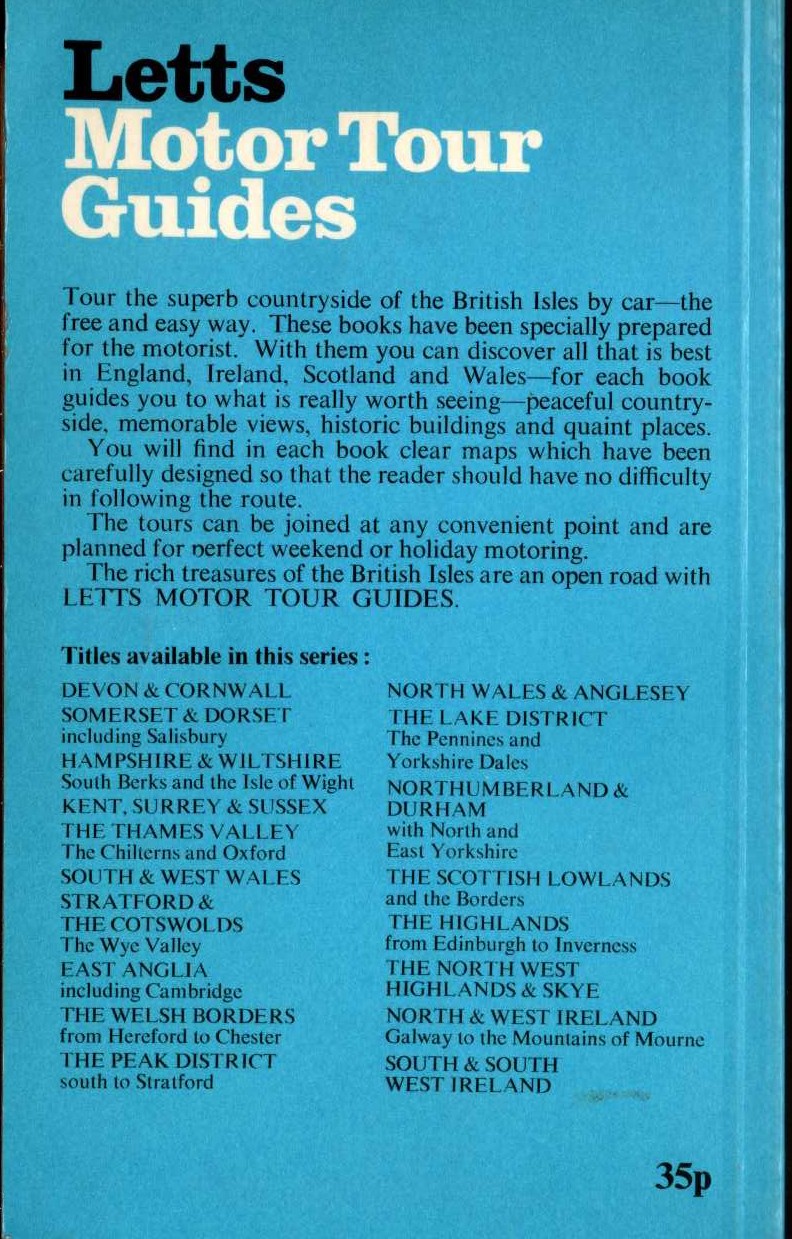 Letts
Motor Tour
Guides
Tour the superb countryside of the British Isles by car—the
free and easy way. These books have been specially prepared
for the motorist. With them you can discover all that is best
in England, Ireland, Scotland and Wales—for each book
guides you to what is really worth seeing—peaceful country-
side, memorable views, historic buildings and quaint places.
You will find in each book clear maps which have been
carefully designed so that the reader should have no difficulty
in following the route.
The tours can be joined at any convenient point and are
planned for perfect weekend or holiday motoring.
The rich treasures of the British Isles are an open road with
LETTS MOTOR TOUR GUIDES.
Titles available in this series :
DEVON & CORNWALL
SOMERSET & DORSET
including Salisbury
HAMPSHIRE & WILTSHIRE
South Berks and the Isle of Wight
KENT, SURREY & SUSSEX
THE THAMES VALLEY
The Chilterns and Oxford
SOUTH & WEST WALES
STRATFORD &
THE COTSWOLDS
The Wye Valley
EAST ANGLIA
including Cambridge
THE WELSH BORDERS
from Hereford to Chester
THE PEAK DISTRICT
south to Stratford
NORTH WALES & ANGLESEY
THE LAKE DISTRICT
The Pennines and
Yorkshire Dales
NORTHUMBERLAND &
DURHAM
with North and
East Yorkshire
THE SCOTTISH LOWLANDS
and the Borders
THE HIGHLANDS
from Edinburgh to Inverness
THE NORTH WEST
HIGHLANDS & SKYE
NORTH & WEST IRELAND
Galway to the Mountains of Mourne
SOUTH & SOUTH
WEST IRELAND
35p